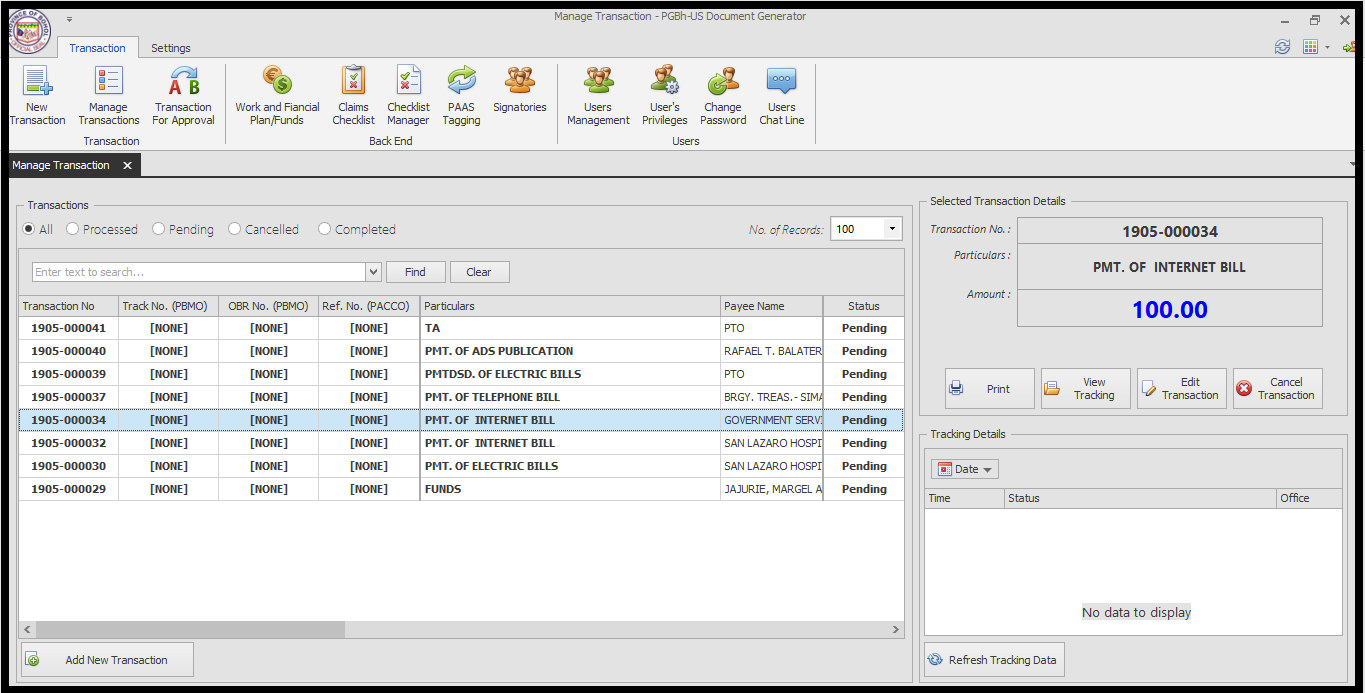 Manage Transaction - PGBh-US Document Generator
Transaction Settings
New Transaction
Manage Transactions
Transaction For Approval
Transaction
Work and Fiancial Plan/Funds
Claims Checklist
Checklist Manager
PAAS Tagging
Signatories
Back End
Users Management
User's Privileges
Change Password
Users Chat Line
Users
Manage Transaction
Transactions
All Processed Pending Cancelled Completed
No. of Records: 100
Enter text to search... Find Clear
Transaction No Track No. (PBMO) OBR No. (PBMO) Ref. No. (PACCO) Particulars Payee Name Status
1905-000041 [NONE] [NONE] [NONE] TA PTO Pending
1905-000040 [NONE] [NONE] [NONE] PMT. OF ADS PUBLICATION RAFAEL T. BALATER Pending
1905-000039 [NONE] [NONE] [NONE] PMTDSD. OF ELECTRIC BILLS PTO Pending
1905-000037 [NONE] [NONE] [NONE] PMT. OF TELEPHONE BILL BRGY. TREAS.- SIMA Pending
1905-000034 [NONE] [NONE] [NONE] PMT. OF  INTERNET BILL GOVERNMENT SERVI Pending
1905-000032 [NONE] [NONE] [NONE] PMT. OF  INTERNET BILL SAN LAZARO HOSPI Pending
1905-000030 [NONE] [NONE] [NONE] PMT. OF ELECTRIC BILLS SAN LAZARO HOSPI Pending
1905-000029 [NONE] [NONE] [NONE] FUNDS JAJURIE, MARGEL A Pending
Add New Transaction
Selected Transaction Details
Transaction No. : 1905-000034
Particulars : PMT. OF  INTERNET BILL
Amount : 100.00
Print
View Tracking
Edit Transaction
Cancel Transaction
Tracking Details
Date
Time Status Office
No data to display
Refresh Tracking Data